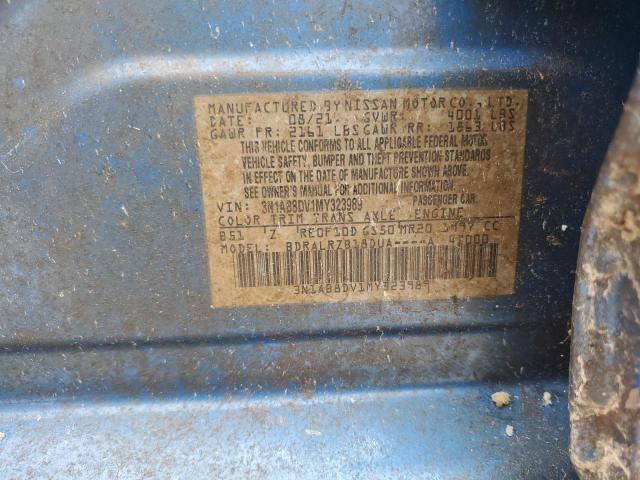 MANUFACTURED BY NISSAN MOTOR CO., LTD.
DATE: 08/21 GVWR: 4001 LBS
GAWR FR: 2161 LBS GAWR RR: 1863 LBS
THIS VEHICLE CONFORMS TO ALL APPLICABLE FEDERAL MOTOR
VEHICLE SAFETY, BUMPER AND THEFT PREVENTION STANDARDS
IN EFFECT ON THE DATE OF MANUFACTURE SHOWN ABOVE.
SEE OWNER'S MANUAL FOR ADDITIONAL INFORMATION
VIN: 3N1AB8DV1MY323989 PASSENGER CAR
COLOR TRIM TRANS AXLE ENGINE
B51 Z RE0F10D GS50 MR20 1997 CC
MODEL: BDRALRZB18DUA----A
3N1AB8DV1MY323989